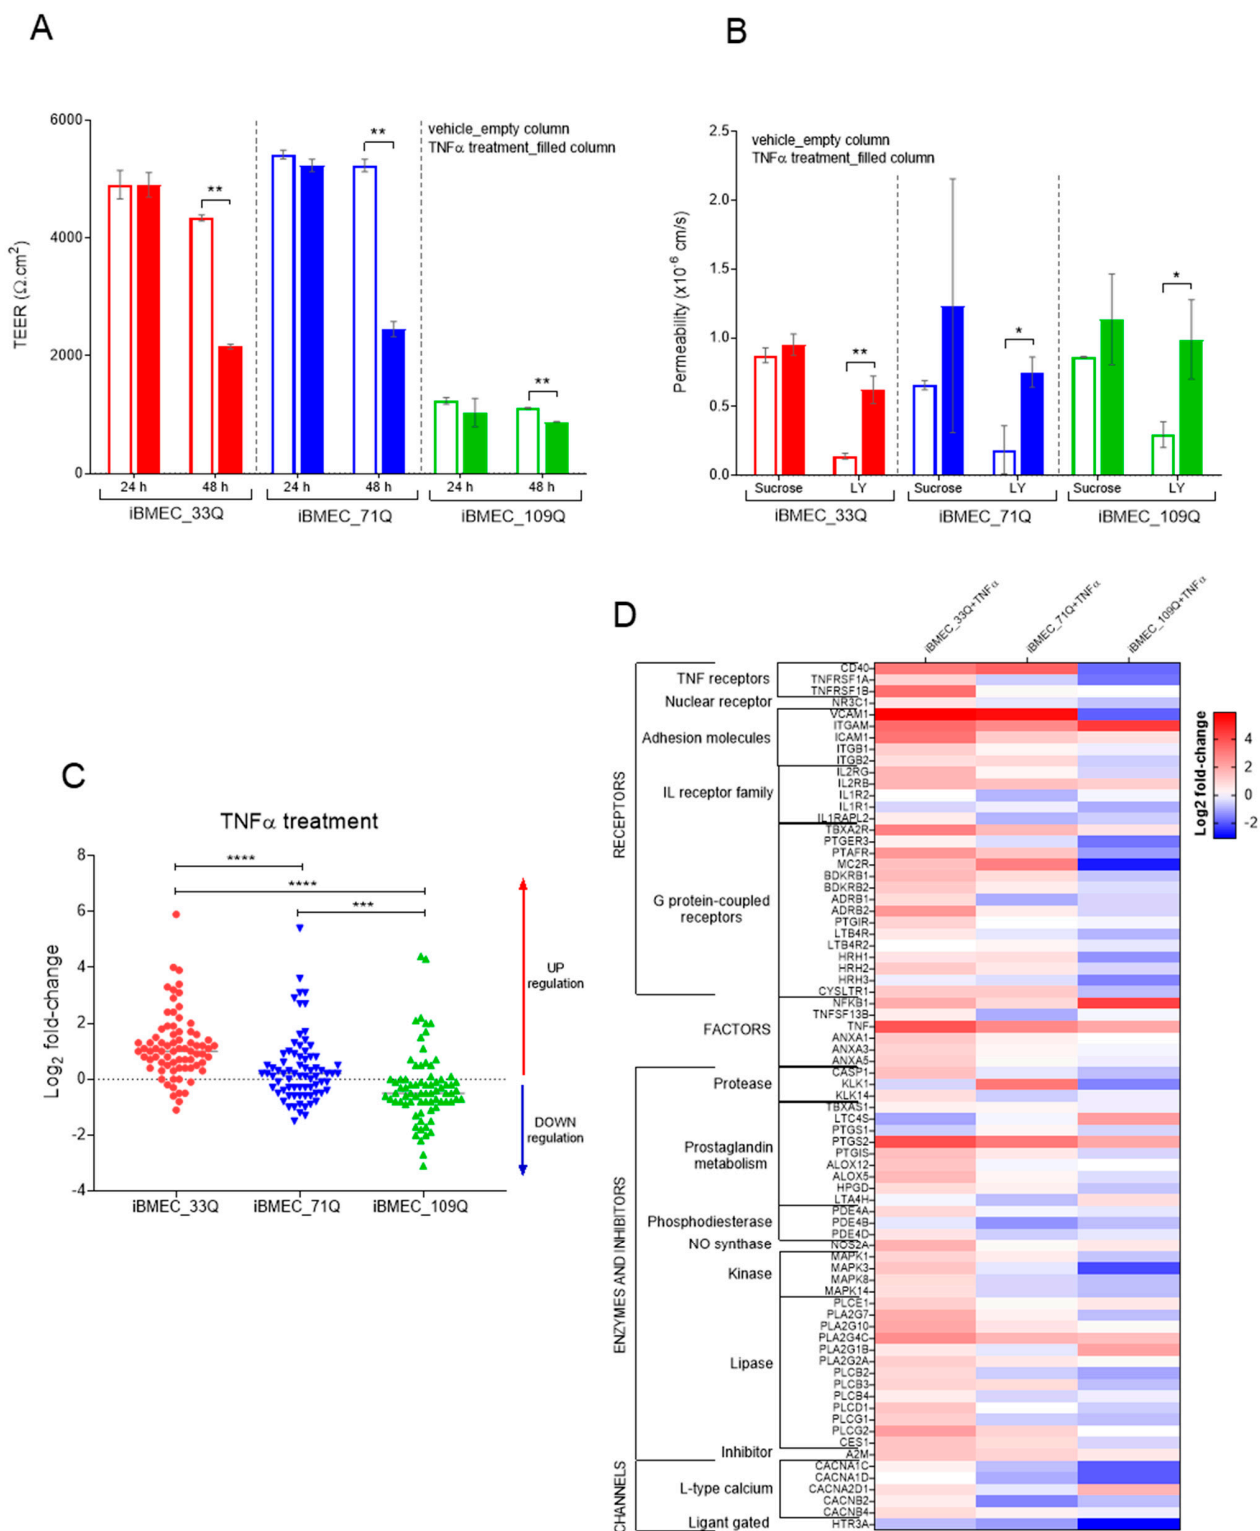 A
6000
4000
2000
0
TEER (Ω.cm²)
**
**
**
vehicle_empty column
TNFα treatment_filled column
24 h
48 h
24 h
48 h
24 h
48 h
iBMEC_33Q
iBMEC_71Q
iBMEC_109Q
B
2.5
2.0
1.5
1.0
0.5
0.0
Permeability (x10⁻⁶ cm/s)
vehicle_empty column
TNFα treatment_filled column
**
*
*
Sucrose
LY
Sucrose
LY
Sucrose
LY
iBMEC_33Q
iBMEC_71Q
iBMEC_109Q
C
TNFα treatment
****
****
***
8
6
4
2
0
-2
-4
Log₂ fold-change
UP
regulation
DOWN
regulation
iBMEC_33Q
iBMEC_71Q
iBMEC_109Q
D
iBMEC_33Q+TNFα
iBMEC_71Q+TNFα
iBMEC_109Q+TNFα
RECEPTORS
TNF receptors
CD40
TNFRSF1A
TNFRSF1B
Nuclear receptor
NR3C1
Adhesion molecules
VCAM1
ITGAM
ICAM1
ITGB1
ITGB2
IL receptor family
IL2RG
IL2RB
IL1R2
IL1R1
IL1RAPL2
G protein-coupled
receptors
TBXA2R
PTGER3
PTAFR
MC2R
BDKRB1
BDKRB2
ADRB1
ADRB2
PTGIR
LTB4R
LTB4R2
HRH1
HRH2
HRH3
CYSLTR1
FACTORS
NFKB1
TNFSF13B
TNF
ANXA1
ANXA3
ANXA5
ENZYMES AND INHIBITORS
Protease
CASP1
KLK1
KLK14
Prostaglandin
metabolism
TBXAS1
LTC4S
PTGS1
PTGS2
PTGIS
ALOX12
ALOX5
HPGD
LTA4H
Phosphodiesterase
PDE4A
PDE4B
PDE4D
NO synthase
NOS2A
Kinase
MAPK1
MAPK3
MAPK8
MAPK14
Lipase
PLCE1
PLA2G7
PLA2G10
PLA2G4C
PLA2G1B
PLA2G2A
PLCB2
PLCB3
PLCB4
PLCD1
PLCG1
PLCG2
CES1
Inhibitor
A2M
CHANNELS
L-type calcium
CACNA1C
CACNA1D
CACNA2D1
CACNB2
CACNB4
Ligant gated
HTR3A
Log2 fold-change
4
2
0
-2